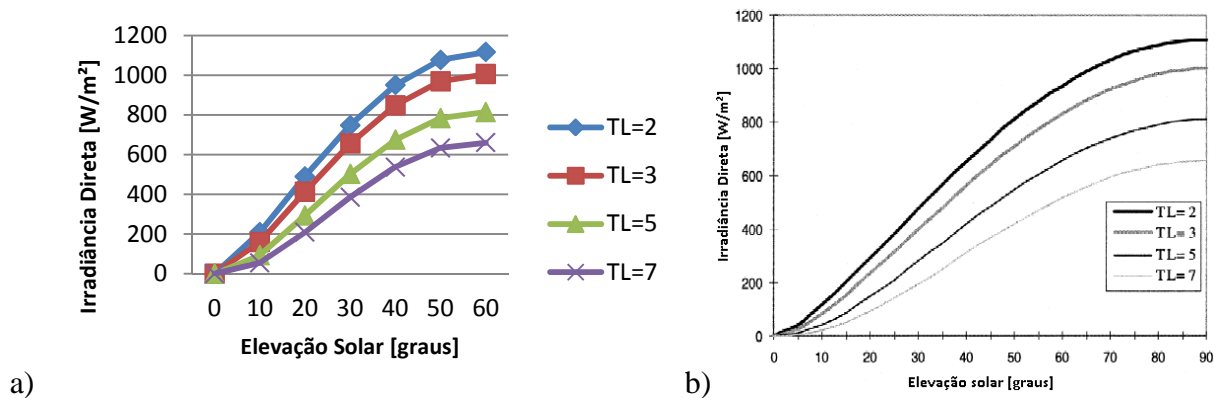 Irradiância Direta [W/m²]
1200
1000
800
600
400
200
0
0 10 20 30 40 50 60
Elevação Solar [graus]
TL=2
TL=3
TL=5
TL=7
a)
Irradiância Direta [W/m²]
1200
1000
800
600
400
200
0
0 10 20 30 40 50 60 70 80 90
Elevação solar [graus]
TL= 2
TL= 3
TL= 5
TL= 7
b)